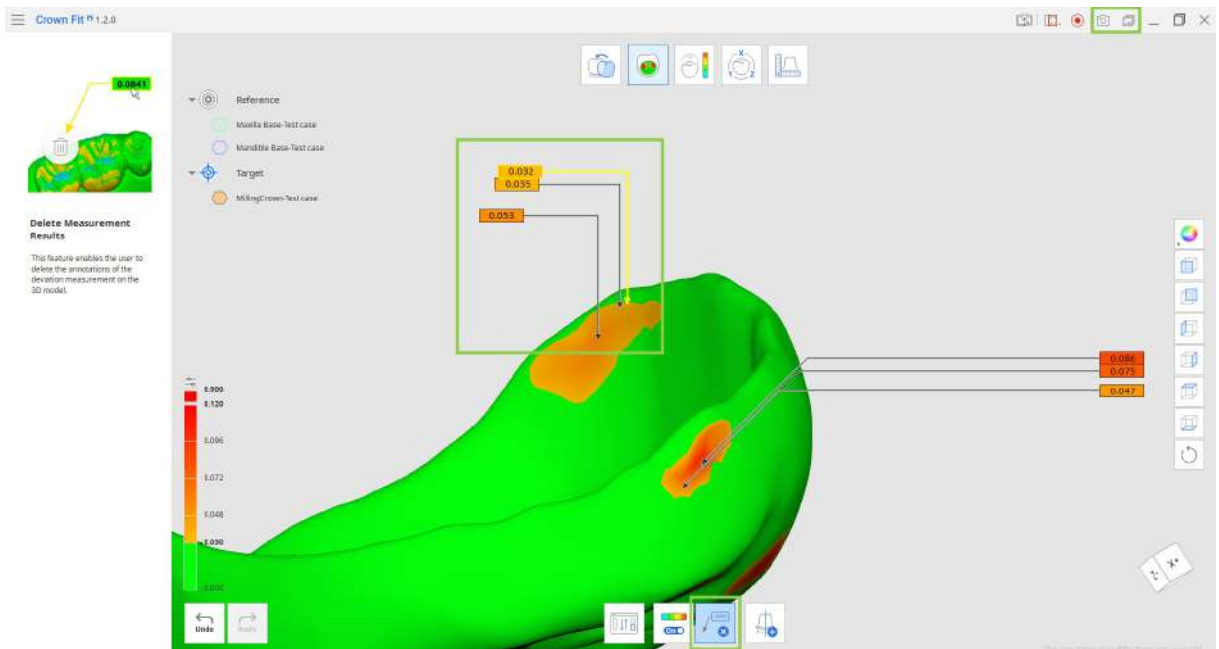 Crown Fit PF 1.2.0
0.0841
Delete Measurement
Results
This feature enables the user to
delete the annotations of the
deviation measurement on the
3D model.
Reference
Maxilla Base-Test case
Mandible Base-Test case
Target
MillingCrown-Test case
X
Y
Z
0.032
0.035
0.053
0.086
0.075
0.047
0.900
0.120
0.096
0.072
0.048
0.030
0.000
Undo
Redo
On
Z-
X+